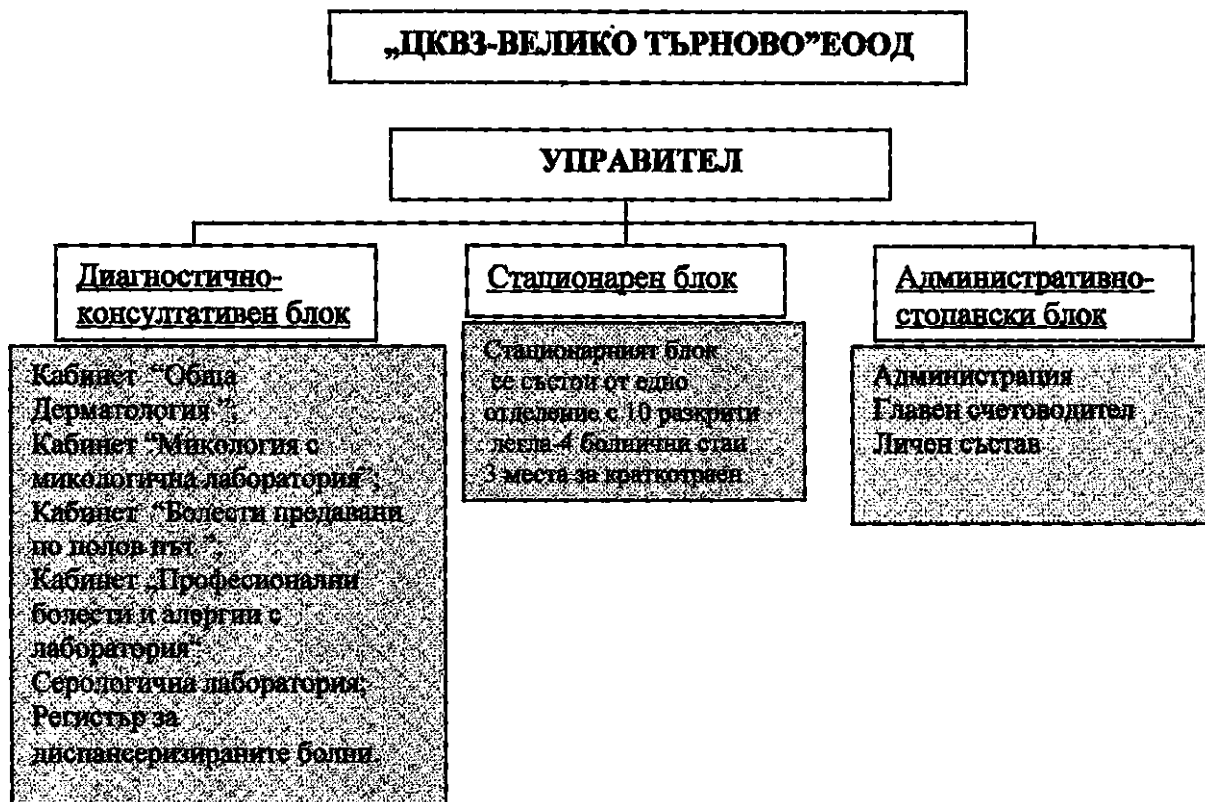 „ЦКВЗ-ВЕЛИКО ТЪРНОВО”ЕООД
УПРАВИТЕЛ
Диагностично-
консултативен блок
Кабинет “Обща
Дерматология”;
Кабинет “Микология с
микологична лаборатория”;
Кабинет “Болести предавани
по полов път ”;
Кабинет „Професионални
болести и алергии с
лаборатория“
Серологична лаборатория;
Регистър за
диспансеризираните болни.
Стационарен блок
Стационарният блок
се състои от едно
отделение с 10 разкрити
легла-4 болнични стаи
3 места за краткотраен
Административно-
стопански блок
Администрация
Главен счетоводител
Личен състав